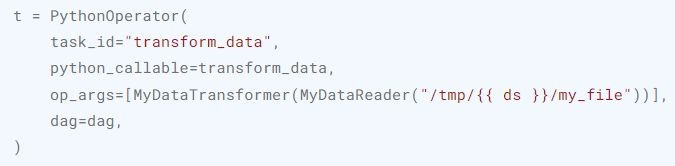 t = PythonOperator(
    task_id="transform_data",
    python_callable=transform_data,
    op_args=[MyDataTransformer(MyDataReader("/tmp/{{ ds }}/my_file"))],
    dag=dag,
)